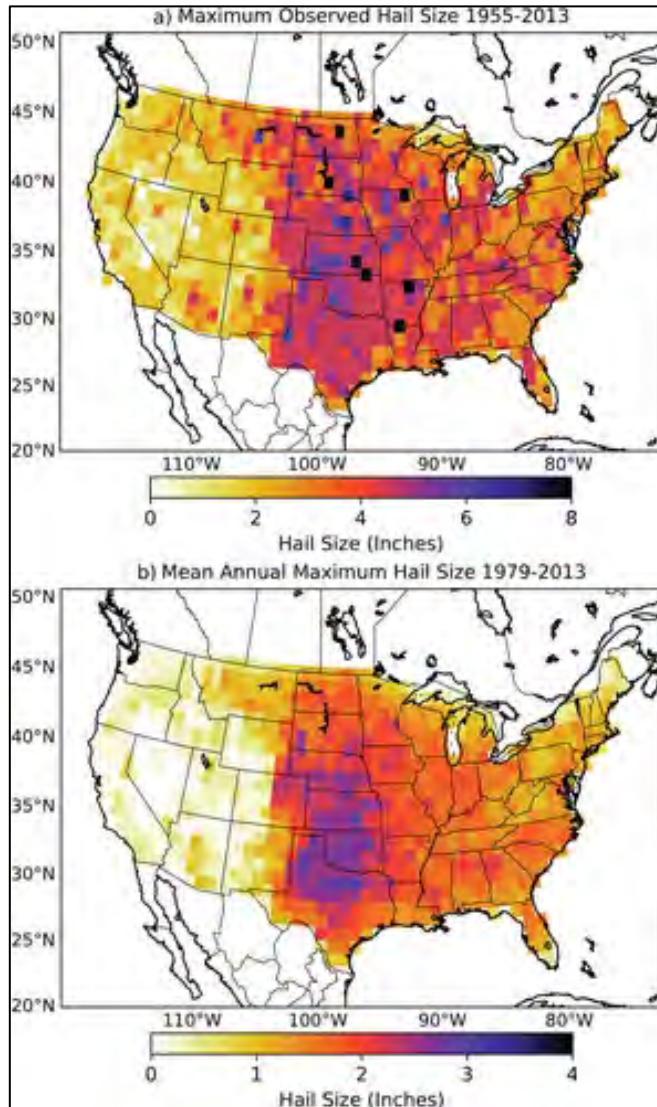 a) Maximum Observed Hail Size 1955-2013
50°N
45°N
40°N
35°N
30°N
25°N
20°N
110°W 100°W 90°W 80°W
0 2 4 6 8
Hail Size (Inches)
b) Mean Annual Maximum Hail Size 1979-2013
50°N
45°N
40°N
35°N
30°N
25°N
20°N
110°W 100°W 90°W 80°W
0 1 2 3 4
Hail Size (Inches)